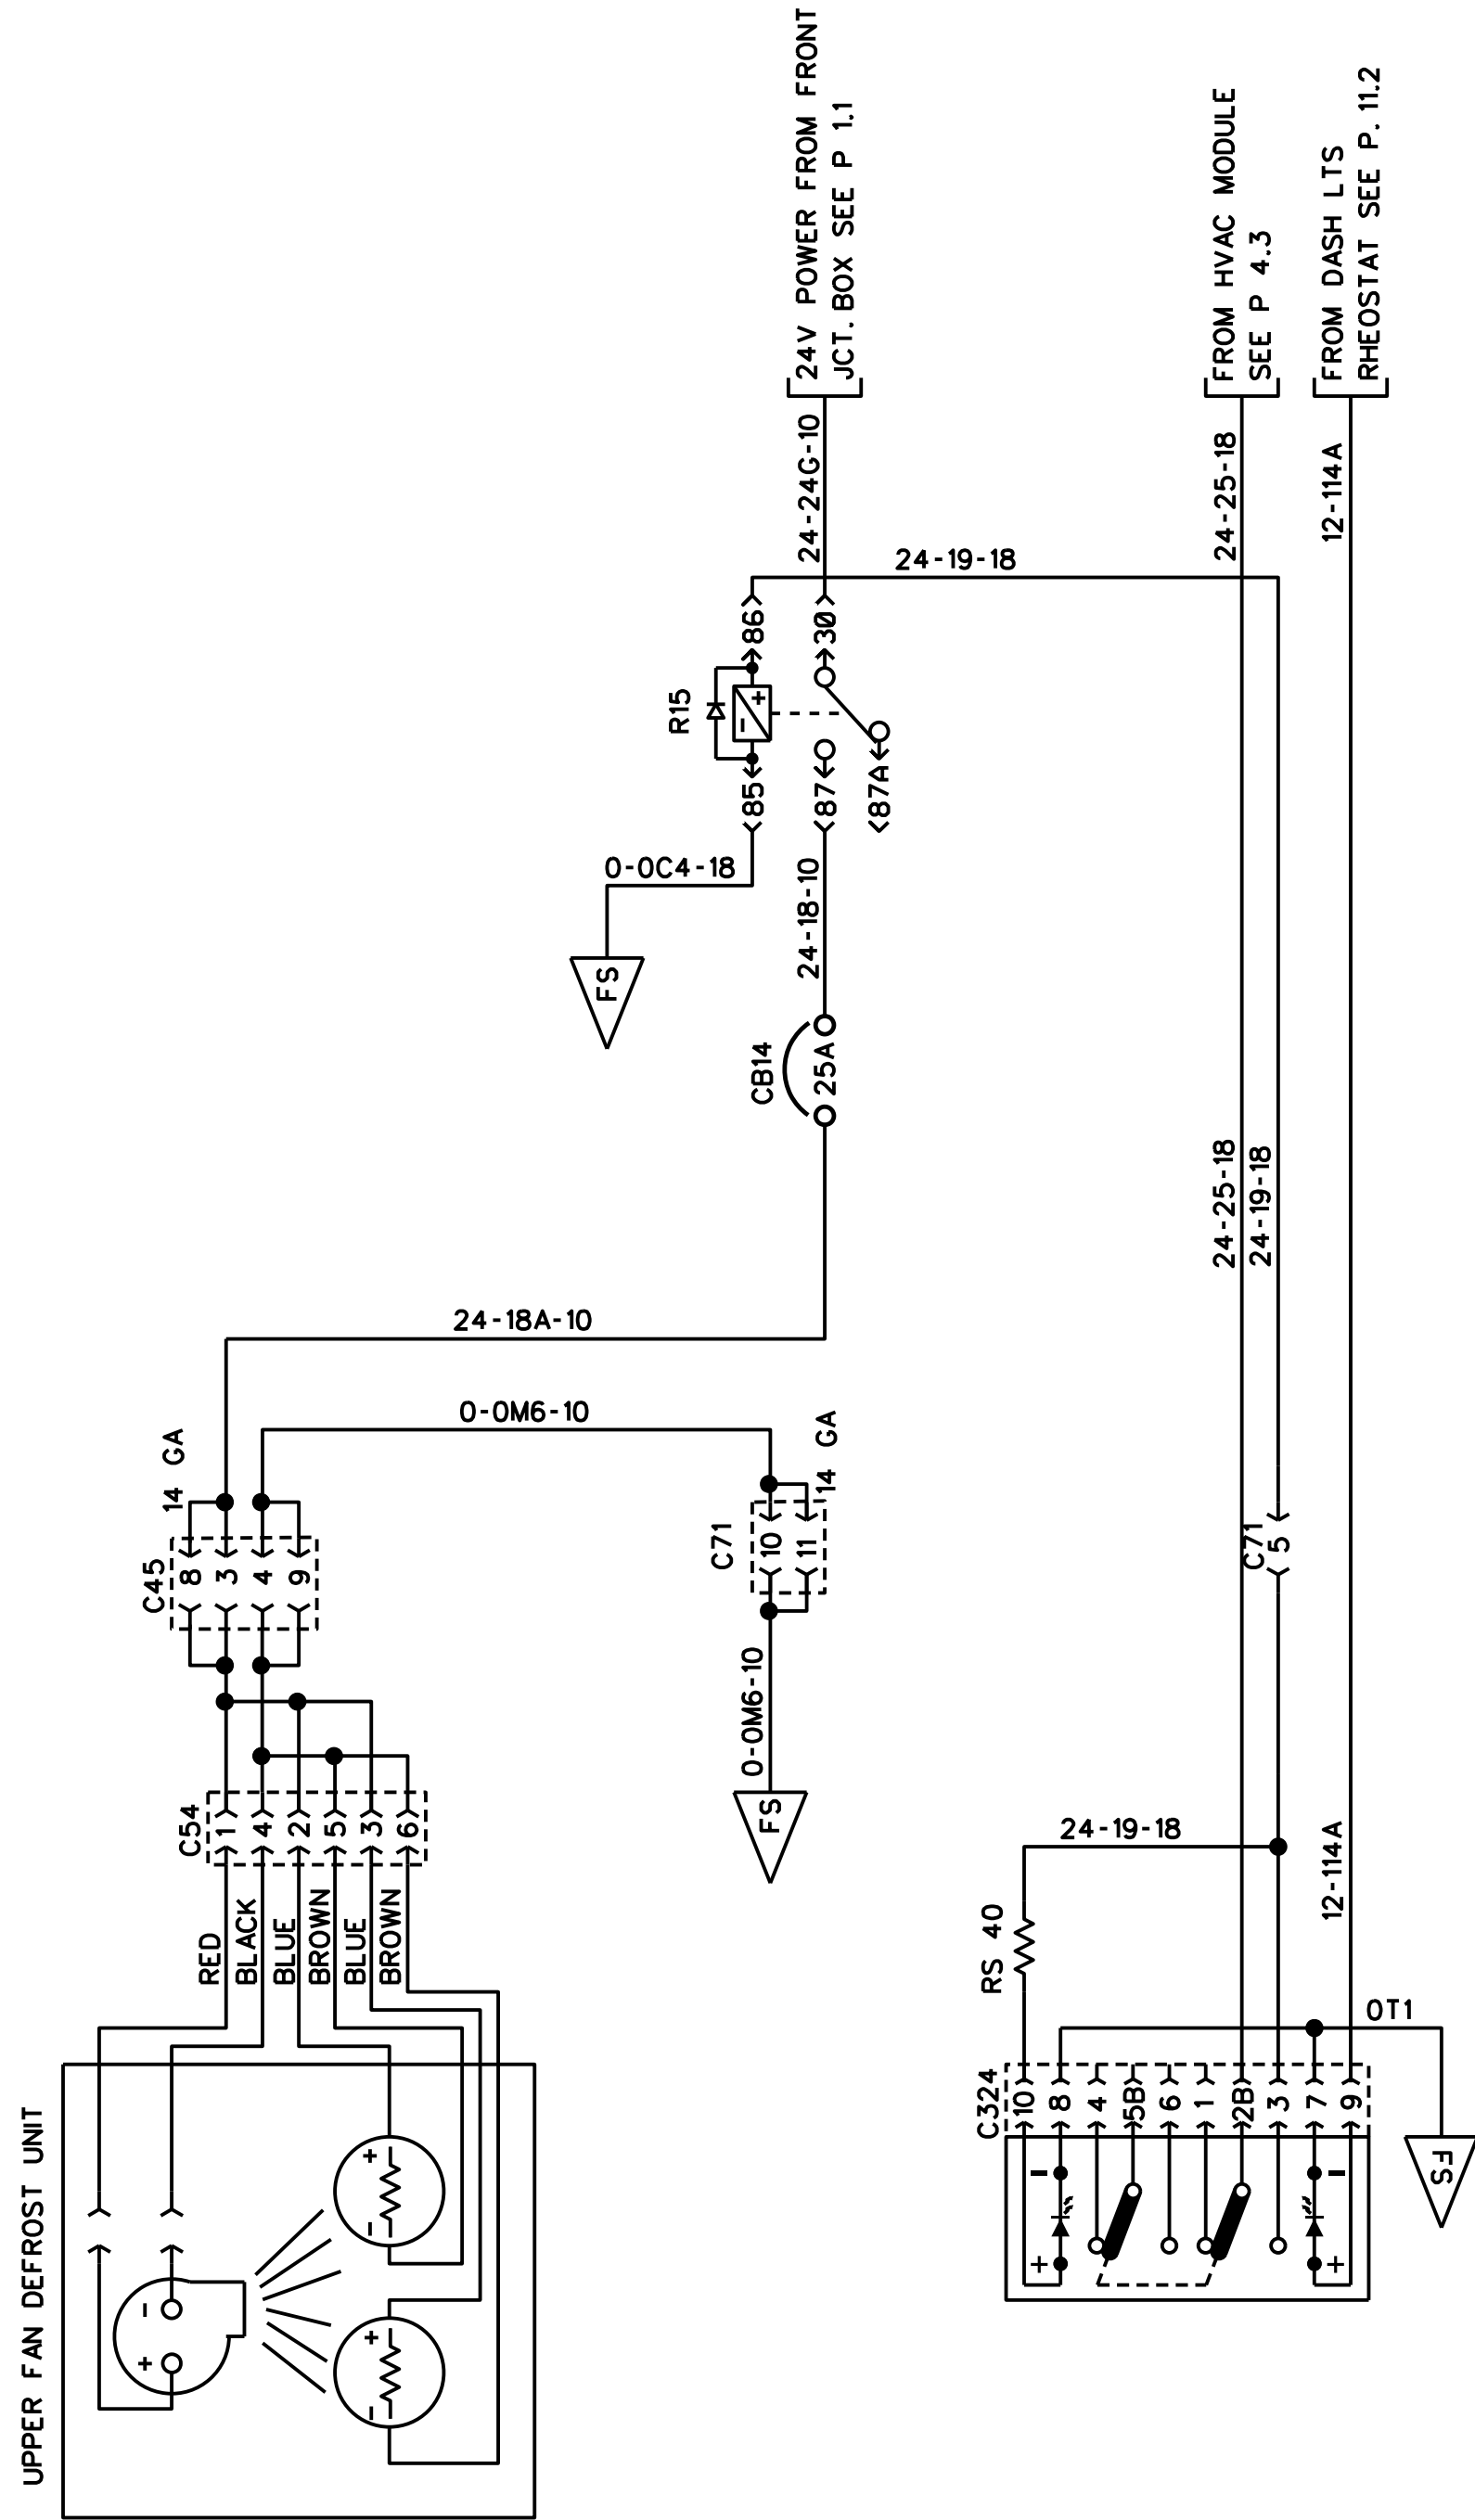 24V POWER FROM FRONT
JCT. BOX SEE P 1.1
FROM HVAC MODULE
SEE P 4.3
FROM DASH LTS
RHEOSTAT SEE P. 11.2
24-24G-10
24-25-18
12-114A
24-19-18
86
30
R15
+
-
85
87
87A
0-0C4-18
24-18-10
FS
CB14
25A
24-25-18
24-19-18
24-18A-10
0-0M6-10
14 GA
14 GA
C45
8
3
4
9
C71
10
11
C71
5
0-0M6-10
FS
C54
1
4
2
5
3
6
24-19-18
12-114A
RED
BLACK
BLUE
BROWN
BLUE
BROWN
RS 40
0T1
C324
10
8
4
5B
6
1
2B
3
7
9
FS
UPPER FAN DEFROST UNIT
+
-
-
+
+
-
-
-
+
+